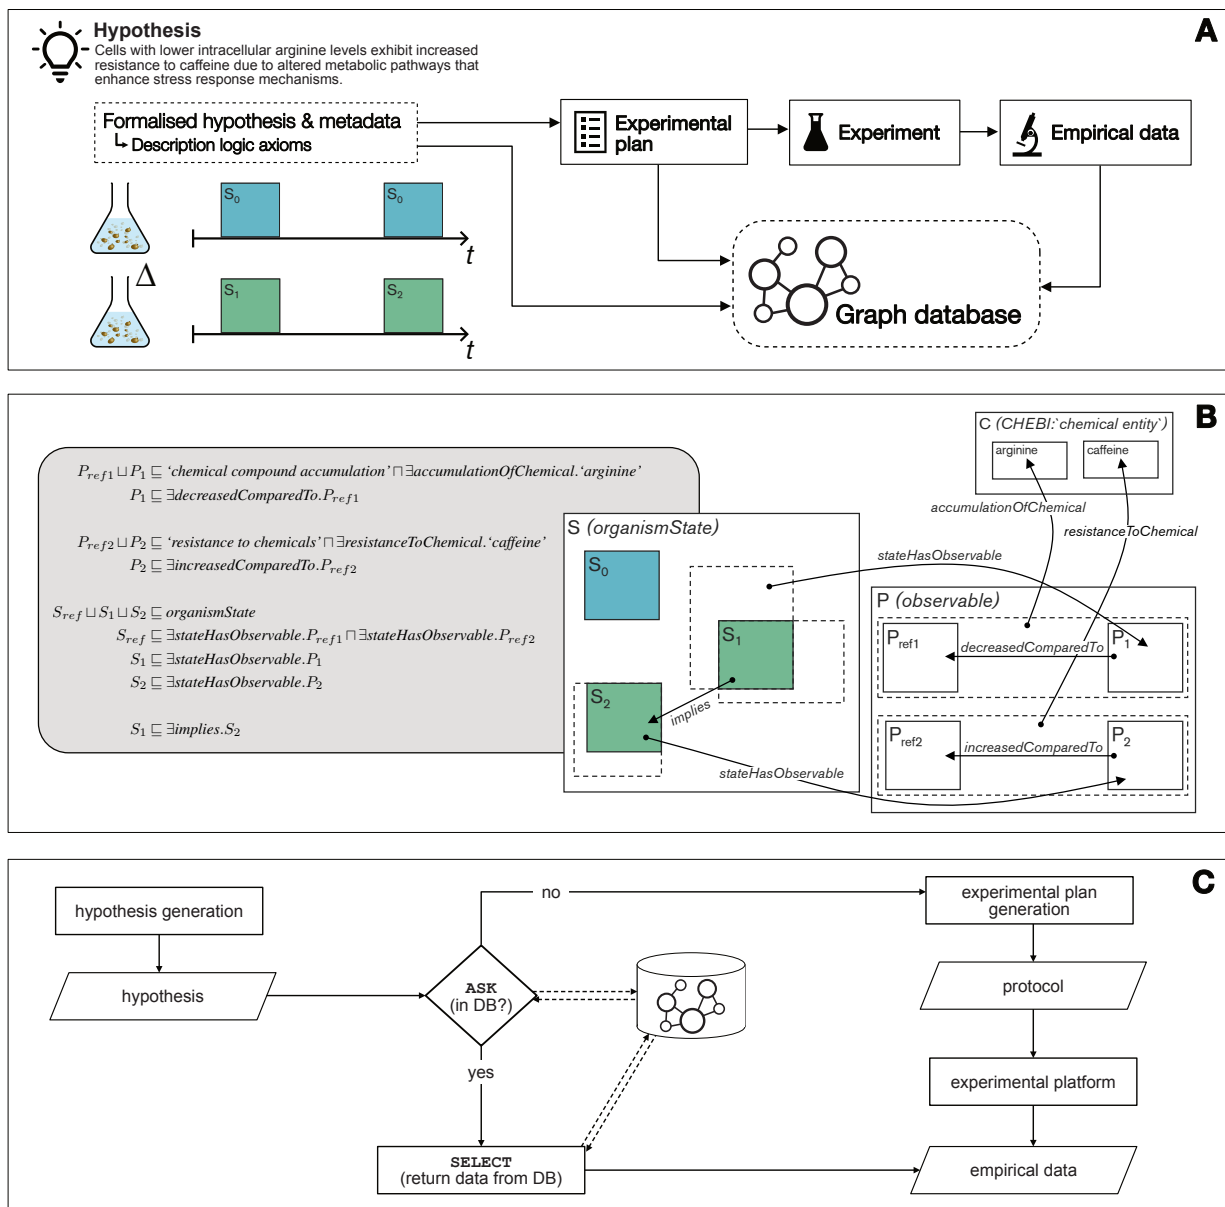 A
Hypothesis
Cells with lower intracellular arginine levels exhibit increased
resistance to caffeine due to altered metabolic pathways that
enhance stress response mechanisms.
Formalised hypothesis & metadata
Description logic axioms
Experimental
plan
Experiment
Empirical data
S0
S0
t
Δ
S1
S2
t
Graph database
B
Pref1 ⊔ P1 ⊑ ‘chemical compound accumulation’ ⊓ ∃accumulationOfChemical.‘arginine’
P1 ⊑ ∃decreasedComparedTo.Pref1
Pref2 ⊔ P2 ⊑ ‘resistance to chemicals’ ⊓ ∃resistanceToChemical.‘caffeine’
P2 ⊑ ∃increasedComparedTo.Pref2
Sref ⊔ S1 ⊔ S2 ⊑ organismState
Sref ⊑ ∃stateHasObservable.Pref1 ⊓ ∃stateHasObservable.Pref2
S1 ⊑ ∃stateHasObservable.P1
S2 ⊑ ∃stateHasObservable.P2
S1 ⊑ ∃implies.S2
S (organismState)
S0
S1
S2
implies
C (CHEBI:`chemical entity`)
arginine
caffeine
accumulationOfChemical
resistanceToChemical
stateHasObservable
P (observable)
Pref1
decreasedComparedTo
P1
Pref2
increasedComparedTo
P2
stateHasObservable
C
hypothesis generation
hypothesis
ASK
(in DB?)
no
yes
SELECT
(return data from DB)
experimental plan
generation
protocol
experimental platform
empirical data